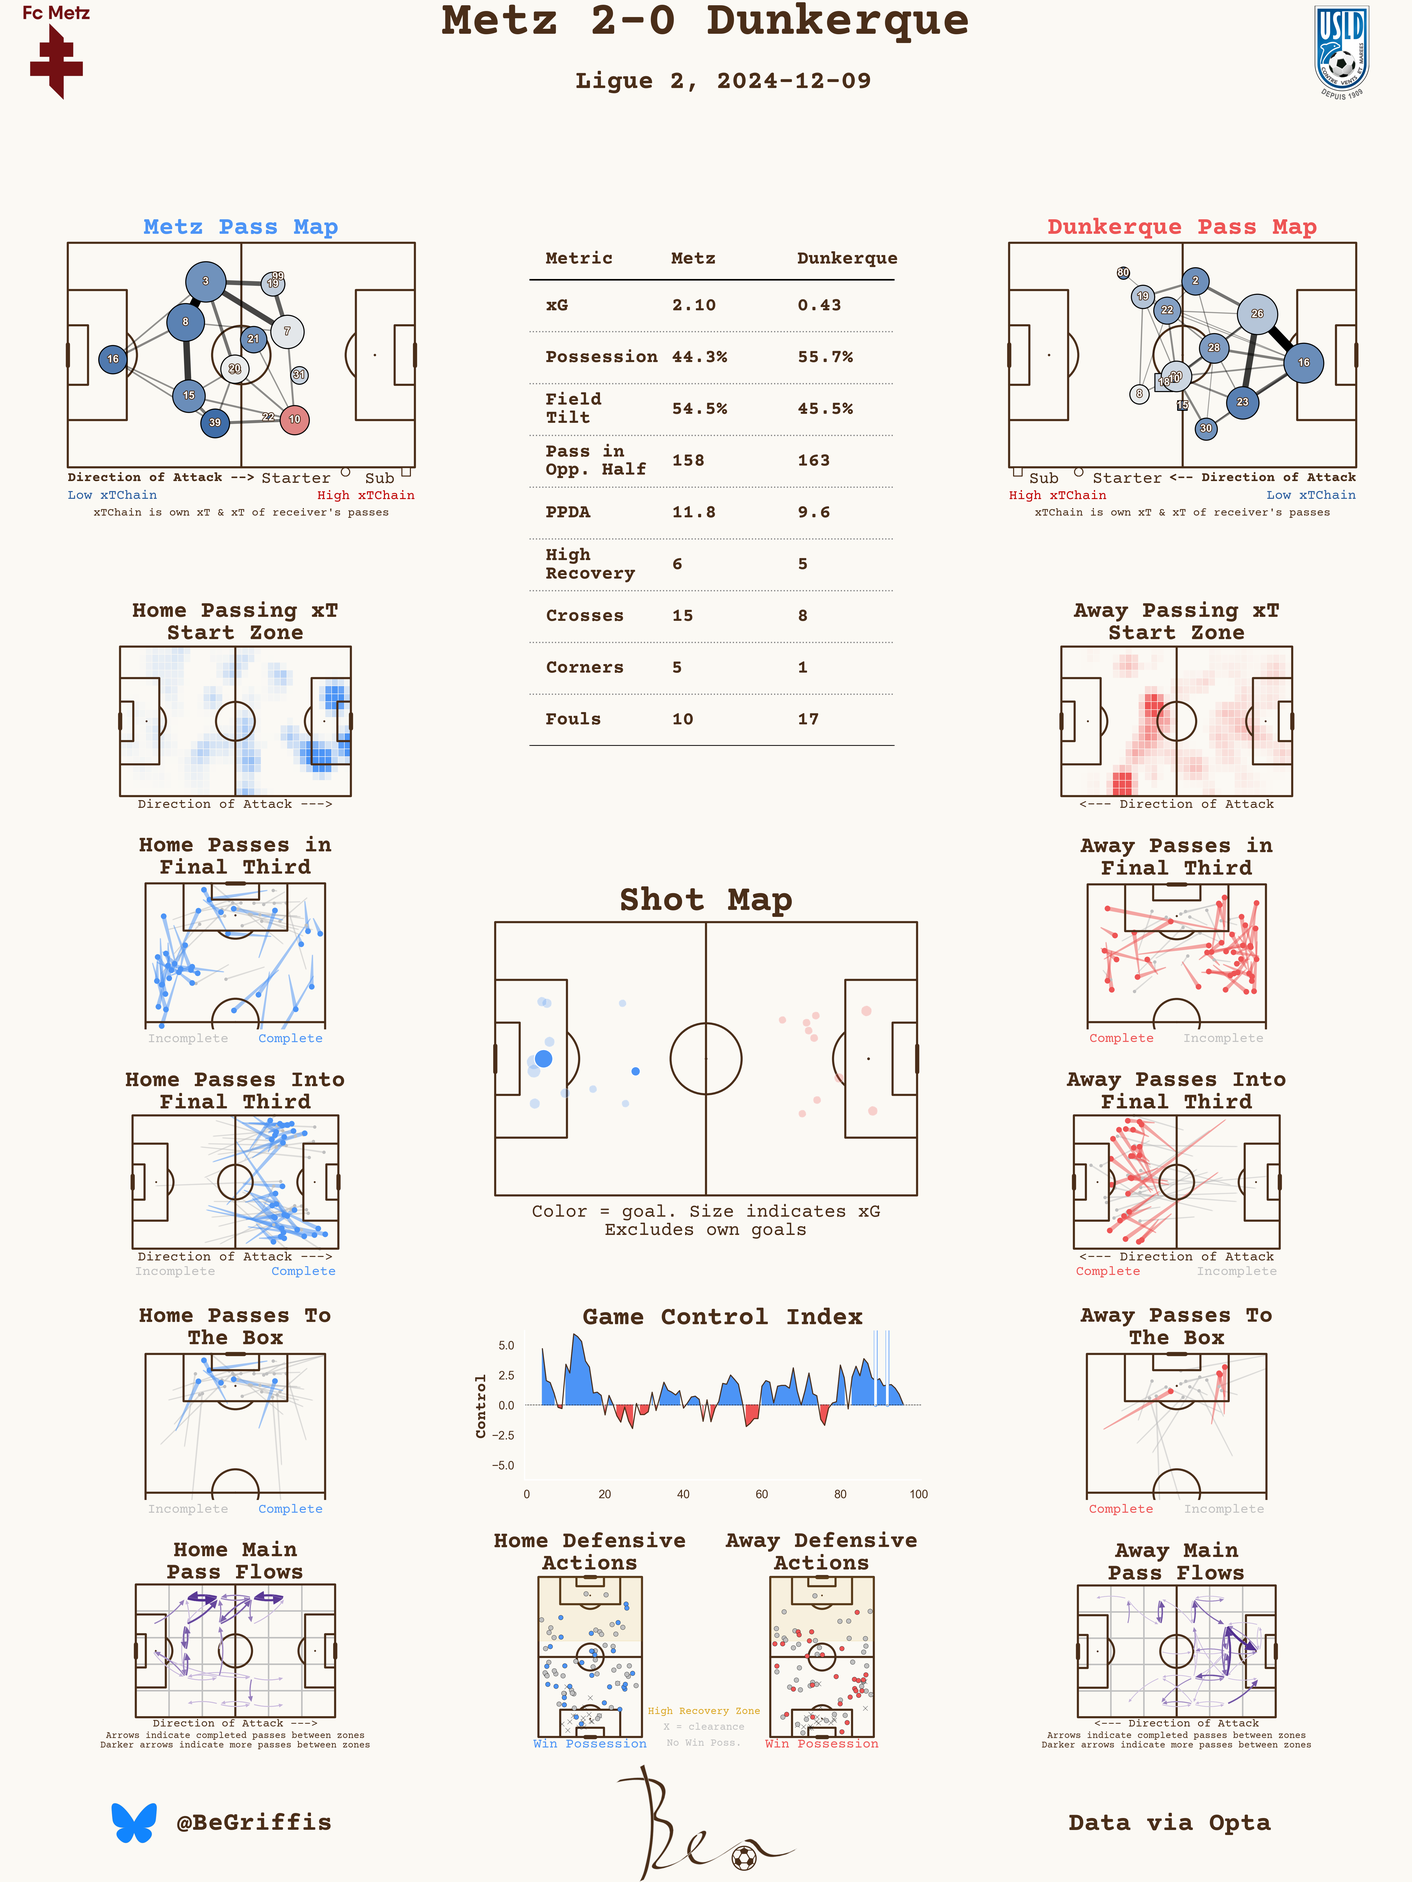 Fc Metz
Metz 2-0 Dunkerque
Ligue 2, 2024-12-09
USLD
CONTRE VENTS ET MARÉES
DEPUIS 1909
Metz Pass Map
3
99
19
8
7
21
16
20
31
15
39
22
10
Direction of Attack --> Starter Sub
Low xTChain High xTChain
xTChain is own xT & xT of receiver's passes
Metric Metz Dunkerque
xG 2.10 0.43
Possession 44.3% 55.7%
Field
Tilt 54.5% 45.5%
Pass in
Opp. Half 158 163
PPDA 11.8 9.6
High
Recovery 6 5
Crosses 15 8
Corners 5 1
Fouls 10 17
Dunkerque Pass Map
80
2
19
22
26
28
16
18
10
8
15
23
30
Sub Starter <-- Direction of Attack
High xTChain Low xTChain
xTChain is own xT & xT of receiver's passes
Home Passing xT
Start Zone
Direction of Attack --->
Away Passing xT
Start Zone
<--- Direction of Attack
Home Passes in
Final Third
Incomplete Complete
Away Passes in
Final Third
Complete Incomplete
Shot Map
Color = goal. Size indicates xG
Excludes own goals
Home Passes Into
Final Third
Direction of Attack --->
Incomplete Complete
Away Passes Into
Final Third
<--- Direction of Attack
Complete Incomplete
Home Passes To
The Box
Incomplete Complete
Game Control Index
Control
5.0
2.5
0.0
−2.5
−5.0
0 20 40 60 80 100
Away Passes To
The Box
Complete Incomplete
Home Main
Pass Flows
Direction of Attack --->
Arrows indicate completed passes between zones
Darker arrows indicate more passes between zones
Home Defensive
Actions
Win Possession
Away Defensive
Actions
Win Possession
High Recovery Zone
X = clearance
No Win Poss.
Away Main
Pass Flows
<--- Direction of Attack
Arrows indicate completed passes between zones
Darker arrows indicate more passes between zones
@BeGriffis
Ben
Data via Opta